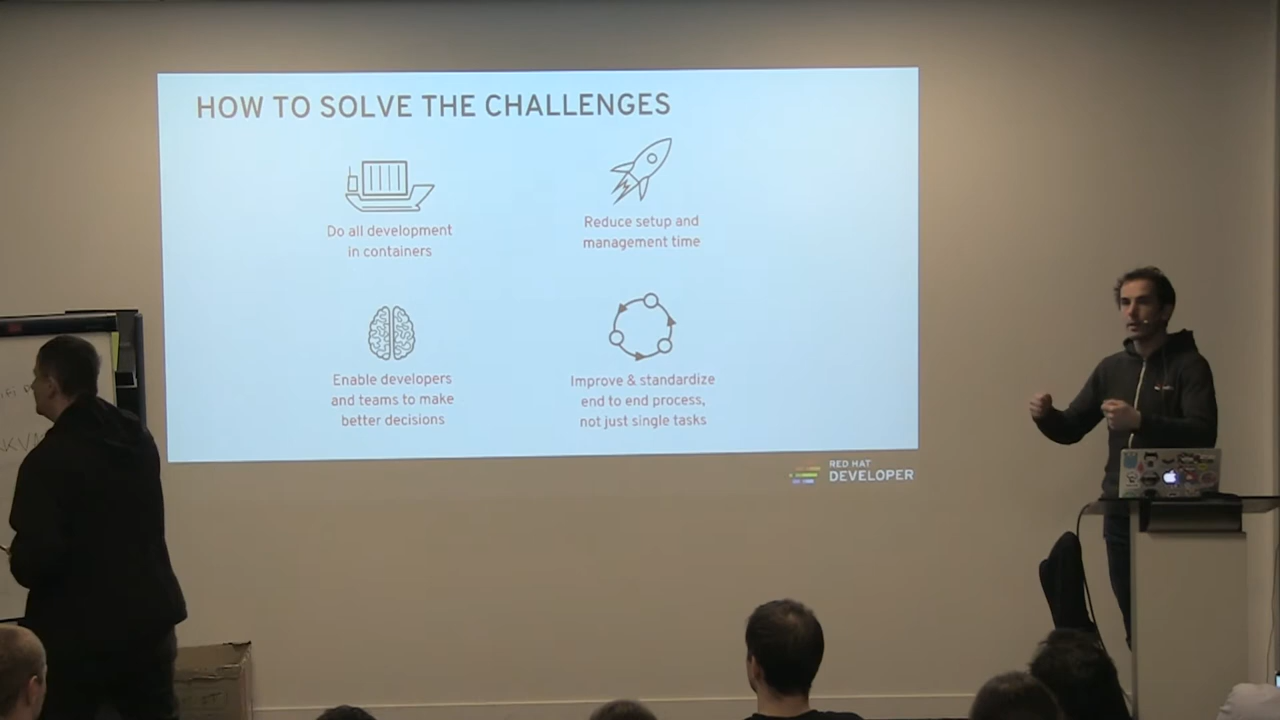 HOW TO SOLVE THE CHALLENGES
Do all development
in containers
Reduce setup and
management time
Enable developers
and teams to make
better decisions
Improve & standardize
end to end process,
not just single tasks
RED HAT
DEVELOPER